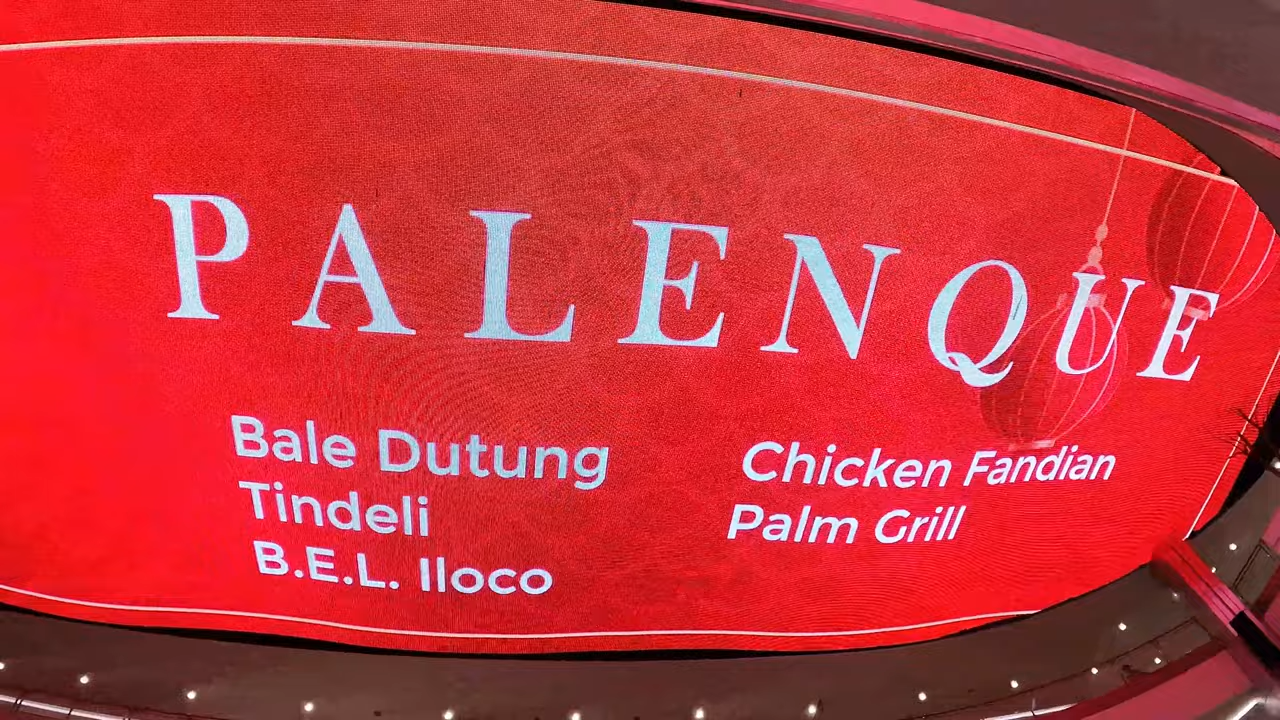 PALENQUE
Bale Dutung
Tindeli
B.E.L. Iloco
Chicken Fandian
Palm Grill